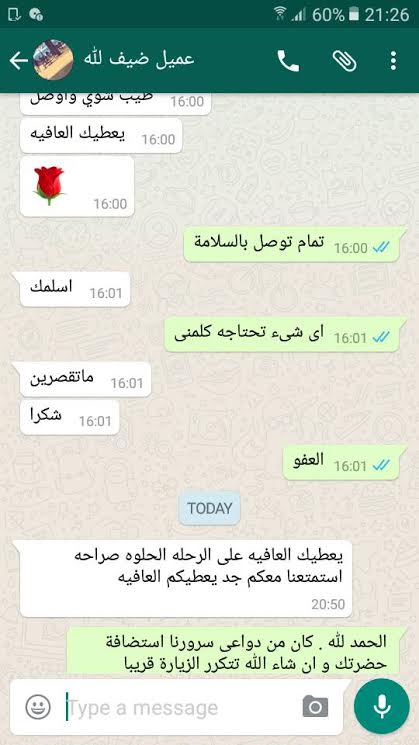 60% 21:26
عميل ضيف لله
طيب شوي واوصل
16:00
يعطيك العافيه
16:00
16:00
تمام توصل بالسلامة
16:00
اسلمك
16:01
اى شىء تحتاجه كلمنى
16:01
ماتقصرين
16:01
شكرا
16:01
العفو
16:01
TODAY
يعطيك العافيه على الرحله الحلوه صراحه
استمتعنا معكم جد يعطيكم العافيه
20:50
الحمد لله . كان من دواعى سرورنا استضافة
حضرتك و ان شاء الله تتكرر الزيارة قريبا
Type a message